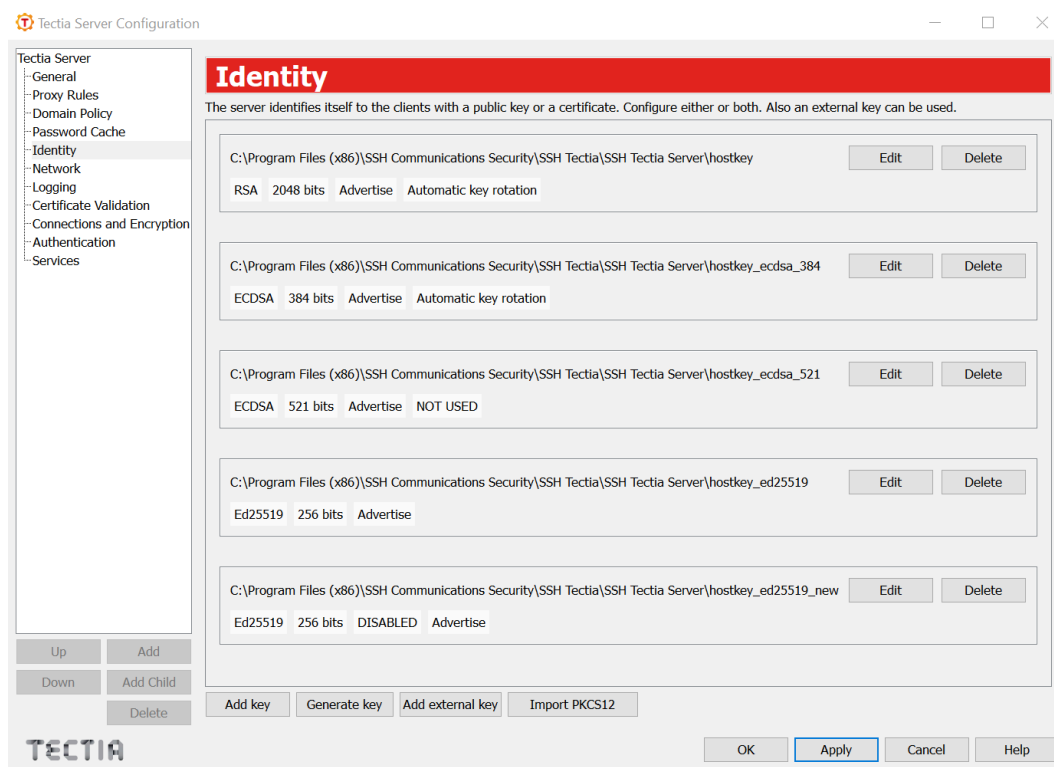 Tectia Server Configuration
Tectia Server
General
Proxy Rules
Domain Policy
Password Cache
Identity
Network
Logging
Certificate Validation
Connections and Encryption
Authentication
Services
Up Add
Down Add Child
Delete
TECTIA
Identity
The server identifies itself to the clients with a public key or a certificate. Configure either or both. Also an external key can be used.
C:\Program Files (x86)\SSH Communications Security\SSH Tectia\SSH Tectia Server\hostkey Edit Delete
RSA 2048 bits Advertise Automatic key rotation
C:\Program Files (x86)\SSH Communications Security\SSH Tectia\SSH Tectia Server\hostkey_ecdsa_384 Edit Delete
ECDSA 384 bits Advertise Automatic key rotation
C:\Program Files (x86)\SSH Communications Security\SSH Tectia\SSH Tectia Server\hostkey_ecdsa_521 Edit Delete
ECDSA 521 bits Advertise NOT USED
C:\Program Files (x86)\SSH Communications Security\SSH Tectia\SSH Tectia Server\hostkey_ed25519 Edit Delete
Ed25519 256 bits Advertise
C:\Program Files (x86)\SSH Communications Security\SSH Tectia\SSH Tectia Server\hostkey_ed25519_new Edit Delete
Ed25519 256 bits DISABLED Advertise
Add key Generate key Add external key Import PKCS12
OK Apply Cancel Help